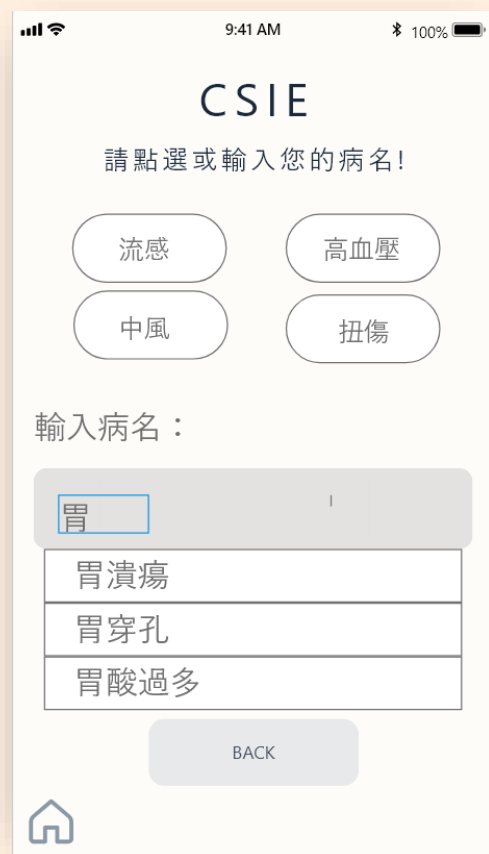 9:41 AM 100%
CSIE
請點選或輸入您的病名!
流感 高血壓
中風 扭傷
輸入病名：
胃
胃潰瘍
胃穿孔
胃酸過多
BACK